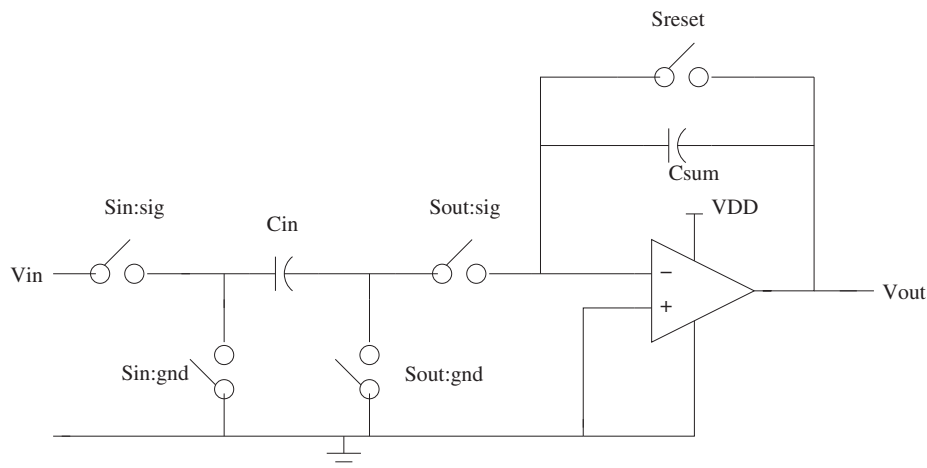 Sreset
Csum
VDD
Sin:sig
Cin
Sout:sig
Vin
−
+
Vout
Sin:gnd
Sout:gnd